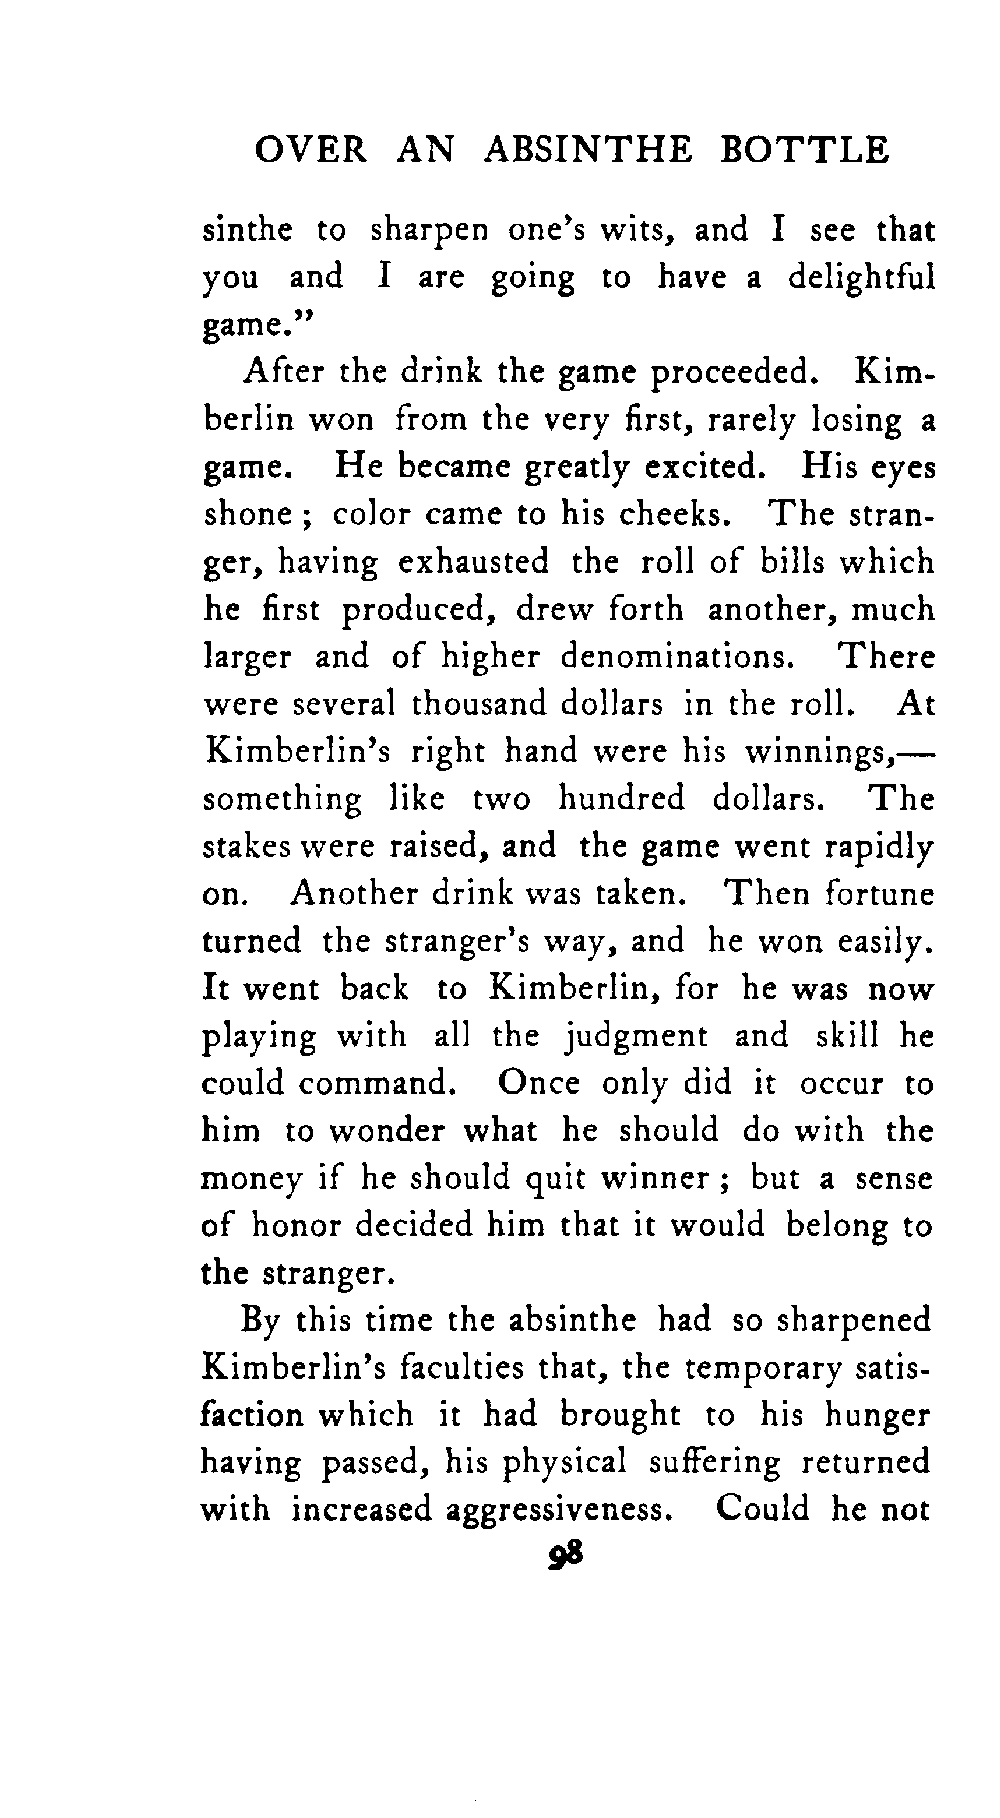 OVER AN ABSINTHE BOTTLE
sinthe to sharpen one's wits, and I see that
you and I are going to have a delightful
game."
After the drink the game proceeded. Kim-
berlin won from the very first, rarely losing a
game. He became greatly excited. His eyes
shone ; color came to his cheeks. The stran-
ger, having exhausted the roll of bills which
he first produced, drew forth another, much
larger and of higher denominations. There
were several thousand dollars in the roll. At
Kimberlin's right hand were his winnings,—
something like two hundred dollars. The
stakes were raised, and the game went rapidly
on. Another drink was taken. Then fortune
turned the stranger's way, and he won easily.
It went back to Kimberlin, for he was now
playing with all the judgment and skill he
could command. Once only did it occur to
him to wonder what he should do with the
money if he should quit winner ; but a sense
of honor decided him that it would belong to
the stranger.
By this time the absinthe had so sharpened
Kimberlin's faculties that, the temporary satis-
faction which it had brought to his hunger
having passed, his physical suffering returned
with increased aggressiveness. Could he not
98